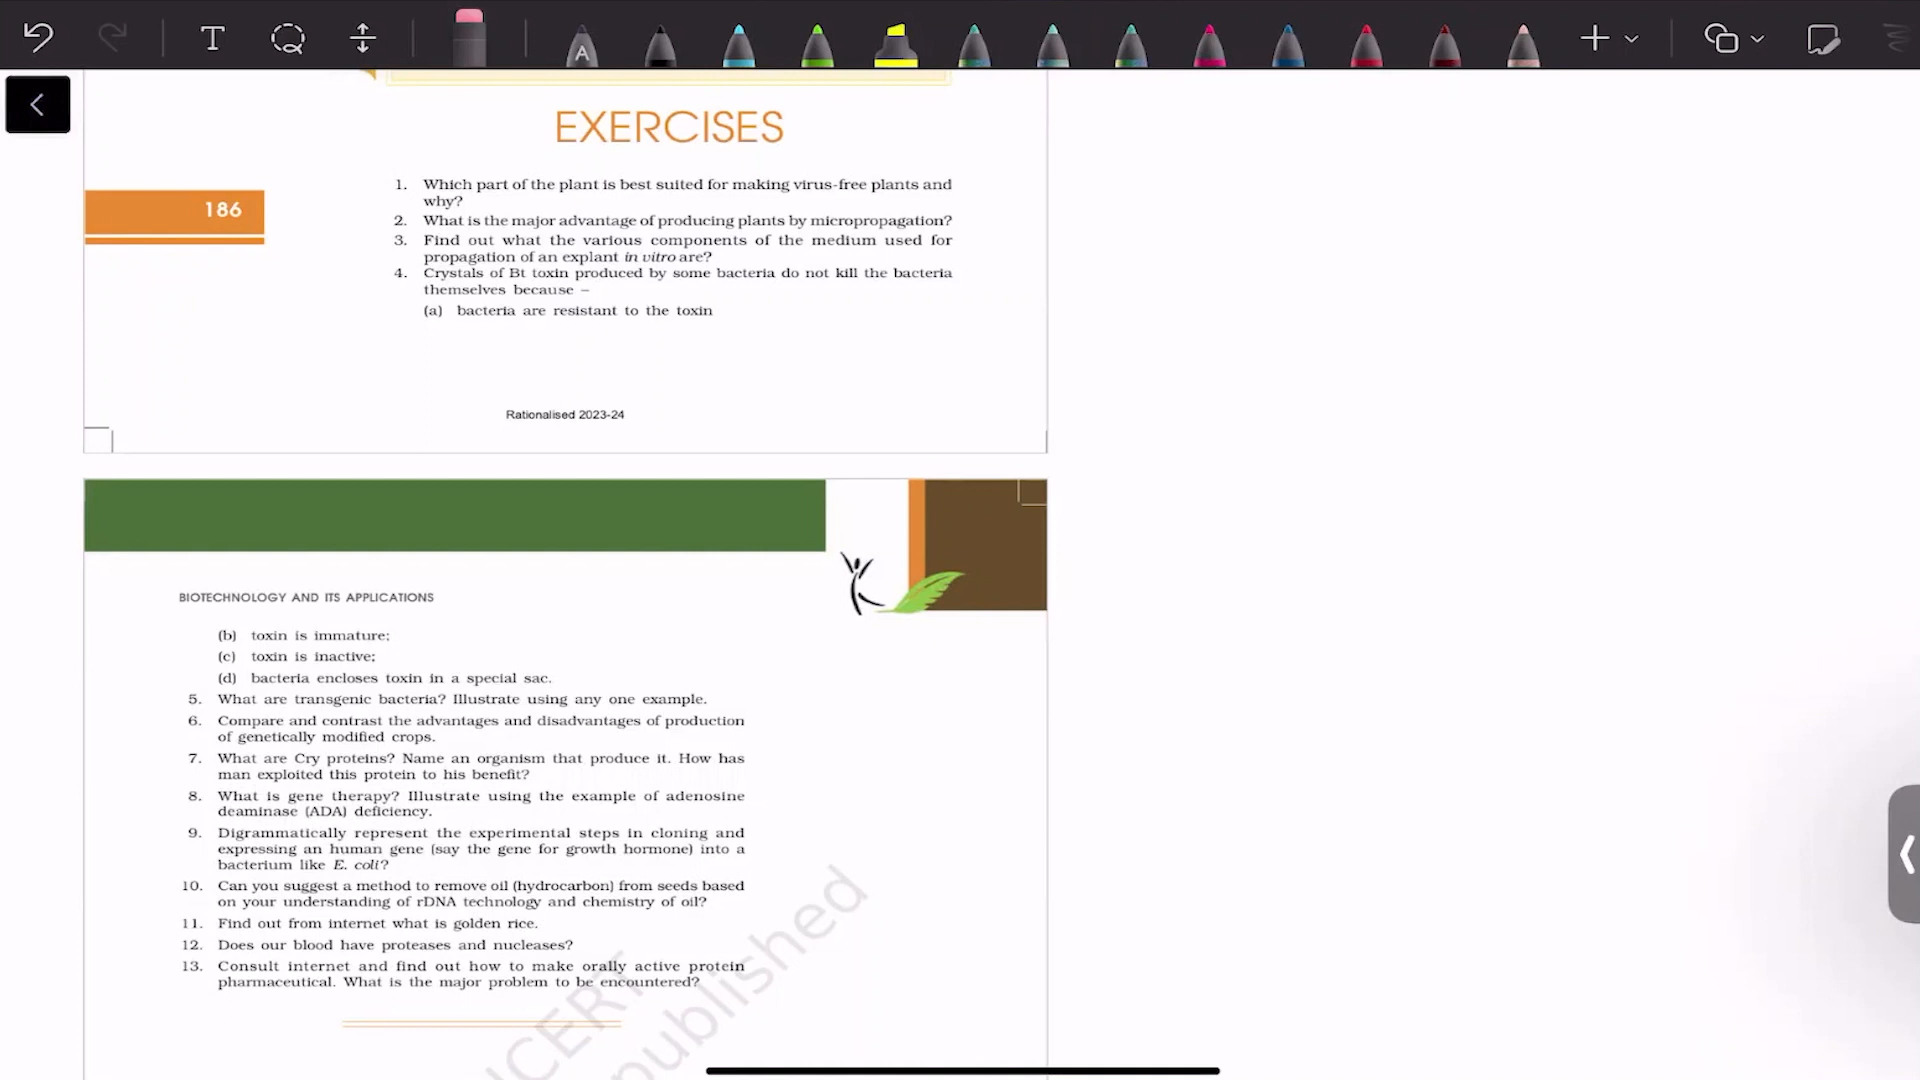 T
A
EXERCISES
186
1. Which part of the plant is best suited for making virus-free plants and
why?
2. What is the major advantage of producing plants by micropropagation?
3. Find out what the various components of the medium used for
propagation of an explant in vitro are?
4. Crystals of Bt toxin produced by some bacteria do not kill the bacteria
themselves because –
(a) bacteria are resistant to the toxin
Rationalised 2023-24
BIOTECHNOLOGY AND ITS APPLICATIONS
(b) toxin is immature;
(c) toxin is inactive;
(d) bacteria encloses toxin in a special sac.
5. What are transgenic bacteria? Illustrate using any one example.
6. Compare and contrast the advantages and disadvantages of production
of genetically modified crops.
7. What are Cry proteins? Name an organism that produce it. How has
man exploited this protein to his benefit?
8. What is gene therapy? Illustrate using the example of adenosine
deaminase (ADA) deficiency.
9. Digrammatically represent the experimental steps in cloning and
expressing an human gene (say the gene for growth hormone) into a
bacterium like E. coli?
10. Can you suggest a method to remove oil (hydrocarbon) from seeds based
on your understanding of rDNA technology and chemistry of oil?
11. Find out from internet what is golden rice.
12. Does our blood have proteases and nucleases?
13. Consult internet and find out how to make orally active protein
pharmaceutical. What is the major problem to be encountered?
published